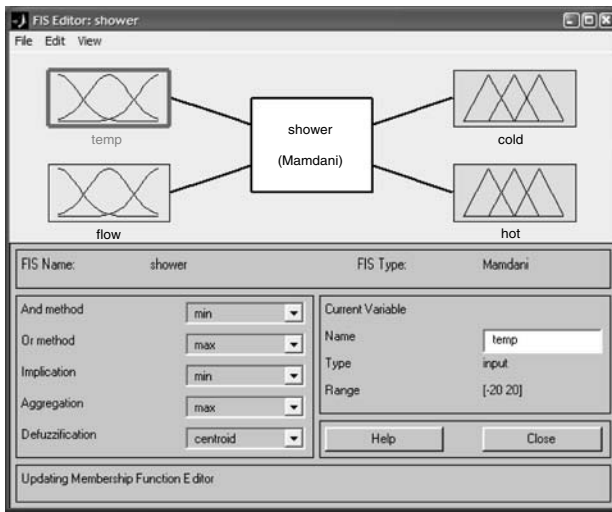 FIS Editor: shower
File Edit View
temp
flow
shower
(Mamdani)
cold
hot
FIS Name: shower FIS Type: Mamdani
And method min
Or method max
Implication min
Aggregation max
Defuzzification centroid
Current Variable
Name temp
Type input
Range [-20 20]
Help Close
Updating Membership Function Editor